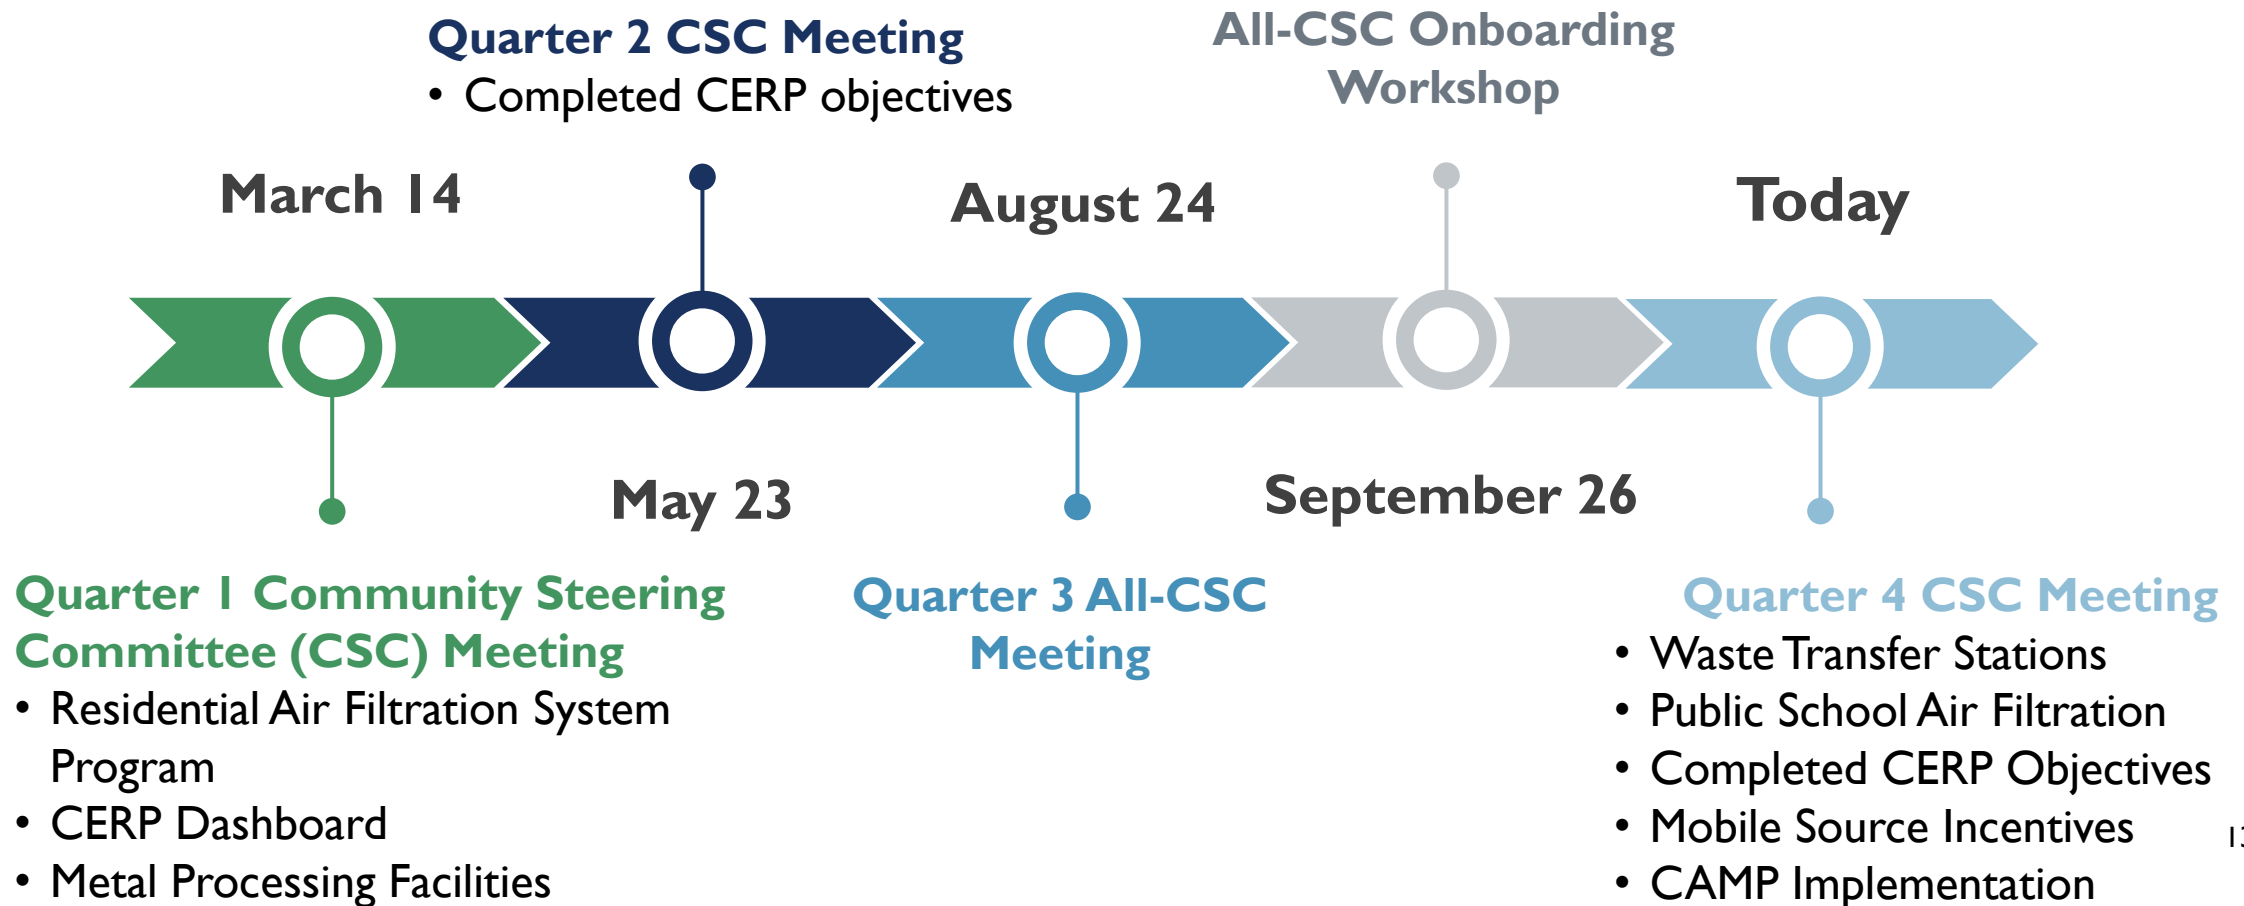 Quarter 2 CSC Meeting
• Completed CERP objectives
All-CSC Onboarding
Workshop
March 14
August 24
Today
May 23
September 26
Quarter 1 Community Steering
Committee (CSC) Meeting
• Residential Air Filtration System
Program
• CERP Dashboard
• Metal Processing Facilities
Quarter 3 All-CSC
Meeting
Quarter 4 CSC Meeting
• Waste Transfer Stations
• Public School Air Filtration
• Completed CERP Objectives
• Mobile Source Incentives
• CAMP Implementation
13